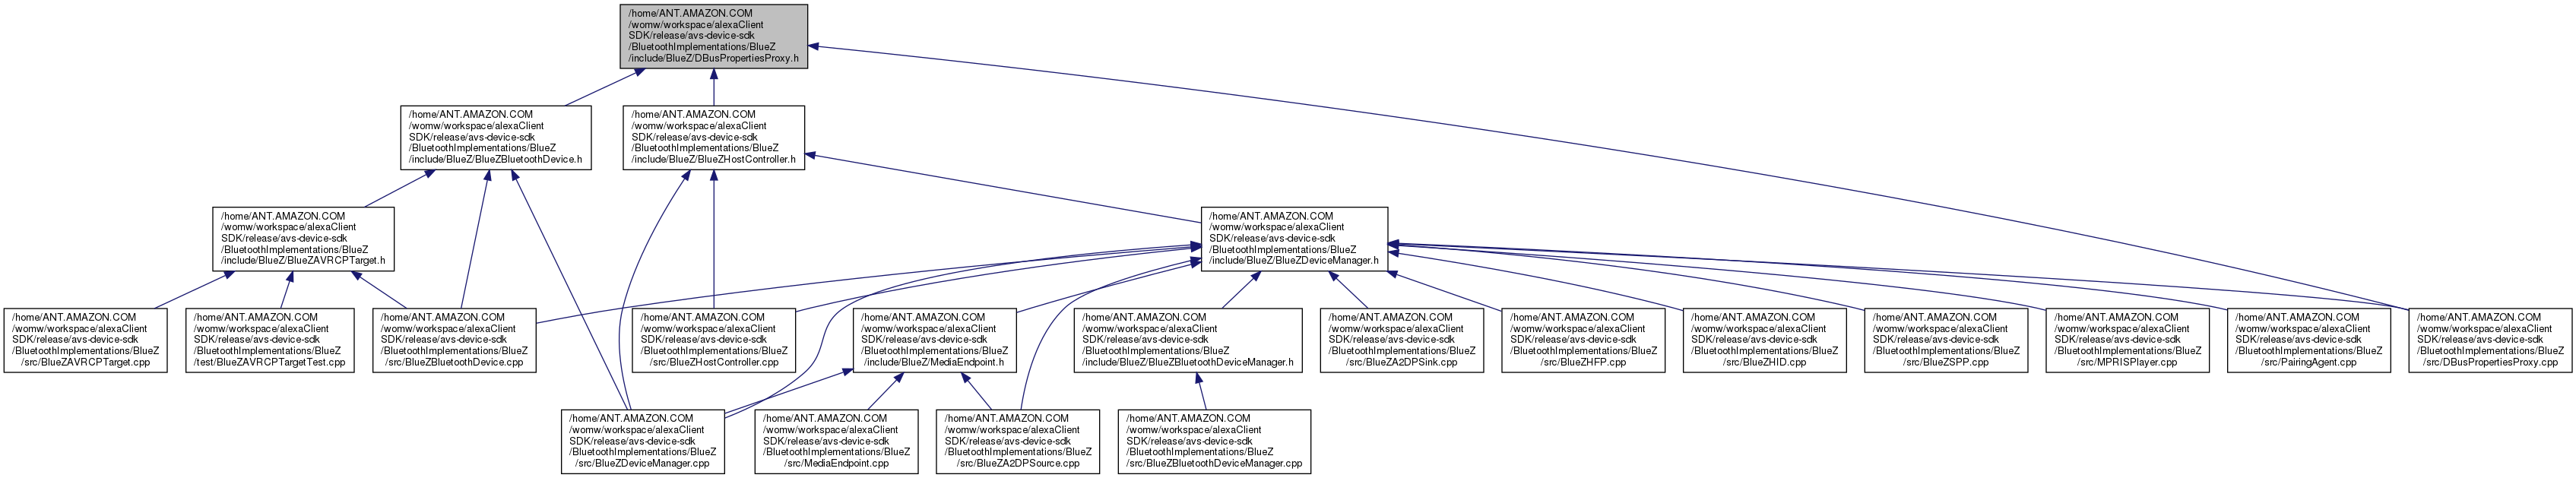 /home/ANT.AMAZON.COM
/womw/workspace/alexaClient
SDK/release/avs-device-sdk
/BluetoothImplementations/BlueZ
/include/BlueZ/DBusPropertiesProxy.h
/home/ANT.AMAZON.COM
/womw/workspace/alexaClient
SDK/release/avs-device-sdk
/BluetoothImplementations/BlueZ
/include/BlueZ/BlueZBluetoothDevice.h
/home/ANT.AMAZON.COM
/womw/workspace/alexaClient
SDK/release/avs-device-sdk
/BluetoothImplementations/BlueZ
/include/BlueZ/BlueZHostController.h
/home/ANT.AMAZON.COM
/womw/workspace/alexaClient
SDK/release/avs-device-sdk
/BluetoothImplementations/BlueZ
/include/BlueZ/BlueZAVRCPTarget.h
/home/ANT.AMAZON.COM
/womw/workspace/alexaClient
SDK/release/avs-device-sdk
/BluetoothImplementations/BlueZ
/include/BlueZ/BlueZDeviceManager.h
/home/ANT.AMAZON.COM
/womw/workspace/alexaClient
SDK/release/avs-device-sdk
/BluetoothImplementations/BlueZ
/src/BlueZAVRCPTarget.cpp
/home/ANT.AMAZON.COM
/womw/workspace/alexaClient
SDK/release/avs-device-sdk
/BluetoothImplementations/BlueZ
/test/BlueZAVRCPTargetTest.cpp
/home/ANT.AMAZON.COM
/womw/workspace/alexaClient
SDK/release/avs-device-sdk
/BluetoothImplementations/BlueZ
/src/BlueZBluetoothDevice.cpp
/home/ANT.AMAZON.COM
/womw/workspace/alexaClient
SDK/release/avs-device-sdk
/BluetoothImplementations/BlueZ
/src/BlueZHostController.cpp
/home/ANT.AMAZON.COM
/womw/workspace/alexaClient
SDK/release/avs-device-sdk
/BluetoothImplementations/BlueZ
/include/BlueZ/MediaEndpoint.h
/home/ANT.AMAZON.COM
/womw/workspace/alexaClient
SDK/release/avs-device-sdk
/BluetoothImplementations/BlueZ
/include/BlueZ/BlueZBluetoothDeviceManager.h
/home/ANT.AMAZON.COM
/womw/workspace/alexaClient
SDK/release/avs-device-sdk
/BluetoothImplementations/BlueZ
/src/BlueZA2DPSink.cpp
/home/ANT.AMAZON.COM
/womw/workspace/alexaClient
SDK/release/avs-device-sdk
/BluetoothImplementations/BlueZ
/src/BlueZHFP.cpp
/home/ANT.AMAZON.COM
/womw/workspace/alexaClient
SDK/release/avs-device-sdk
/BluetoothImplementations/BlueZ
/src/BlueZHID.cpp
/home/ANT.AMAZON.COM
/womw/workspace/alexaClient
SDK/release/avs-device-sdk
/BluetoothImplementations/BlueZ
/src/BlueZSPP.cpp
/home/ANT.AMAZON.COM
/womw/workspace/alexaClient
SDK/release/avs-device-sdk
/BluetoothImplementations/BlueZ
/src/MPRISPlayer.cpp
/home/ANT.AMAZON.COM
/womw/workspace/alexaClient
SDK/release/avs-device-sdk
/BluetoothImplementations/BlueZ
/src/PairingAgent.cpp
/home/ANT.AMAZON.COM
/womw/workspace/alexaClient
SDK/release/avs-device-sdk
/BluetoothImplementations/BlueZ
/src/DBusPropertiesProxy.cpp
/home/ANT.AMAZON.COM
/womw/workspace/alexaClient
SDK/release/avs-device-sdk
/BluetoothImplementations/BlueZ
/src/BlueZDeviceManager.cpp
/home/ANT.AMAZON.COM
/womw/workspace/alexaClient
SDK/release/avs-device-sdk
/BluetoothImplementations/BlueZ
/src/MediaEndpoint.cpp
/home/ANT.AMAZON.COM
/womw/workspace/alexaClient
SDK/release/avs-device-sdk
/BluetoothImplementations/BlueZ
/src/BlueZA2DPSource.cpp
/home/ANT.AMAZON.COM
/womw/workspace/alexaClient
SDK/release/avs-device-sdk
/BluetoothImplementations/BlueZ
/src/BlueZBluetoothDeviceManager.cpp